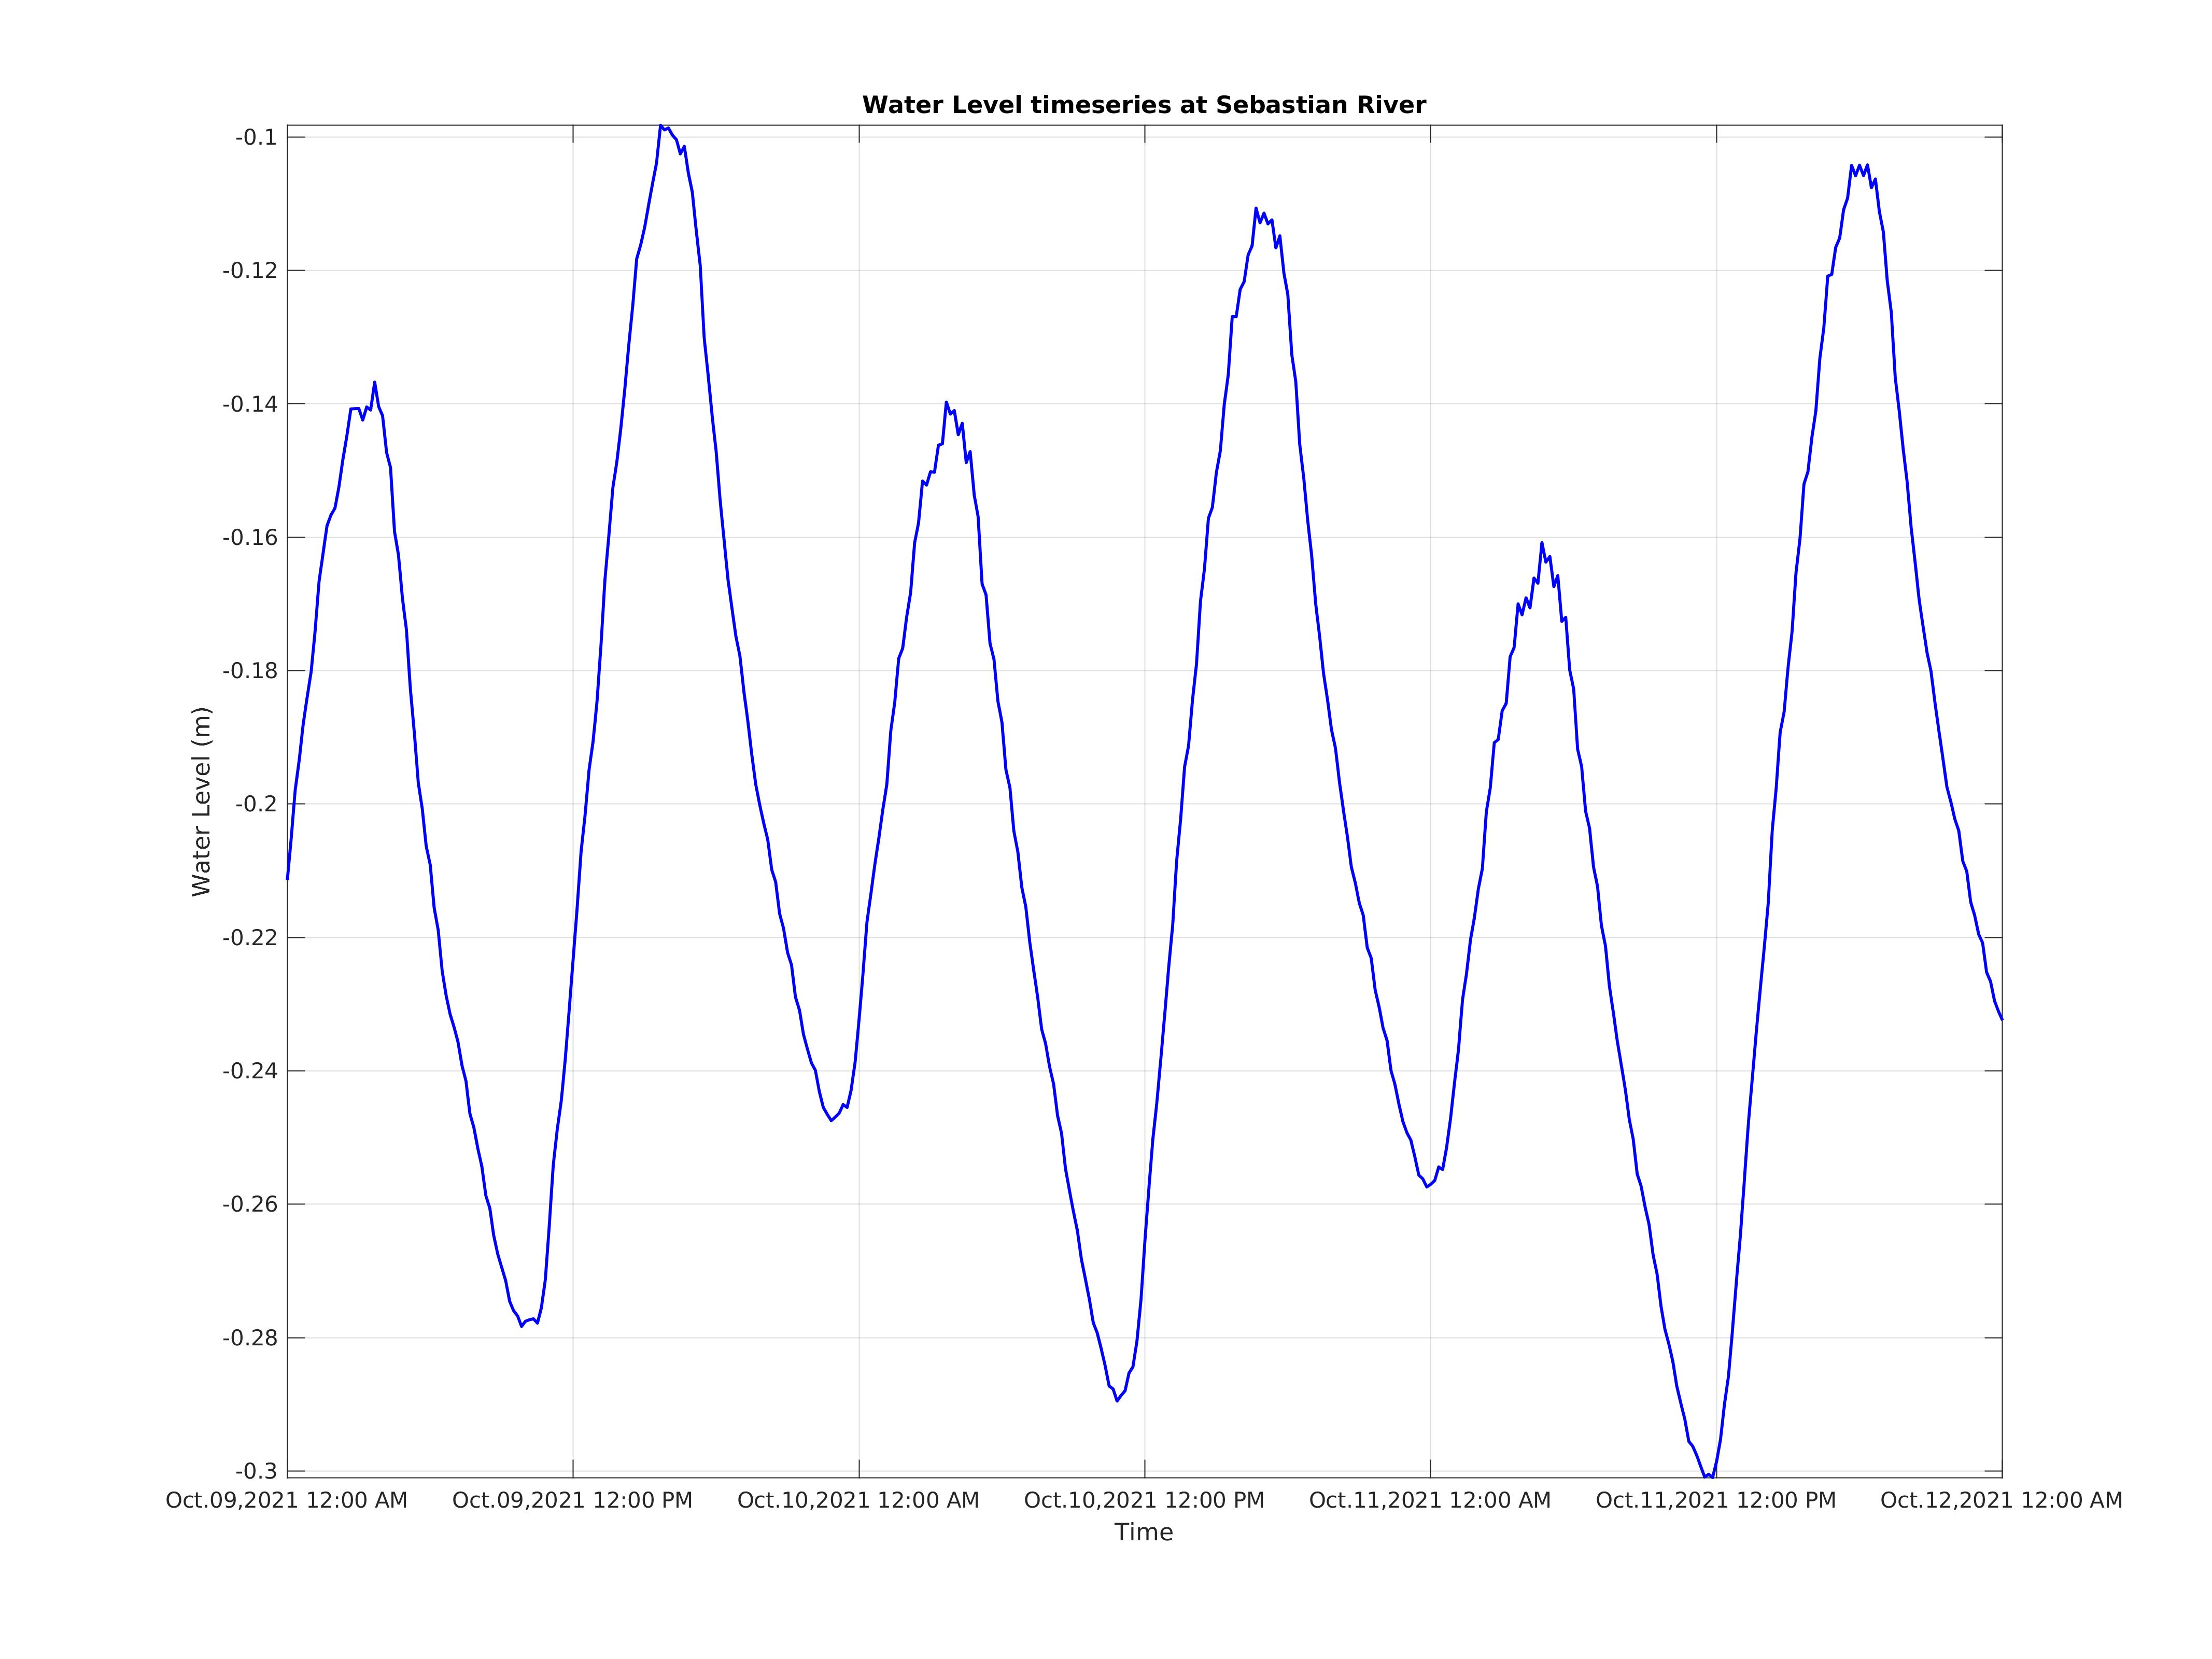 Water Level timeseries at Sebastian River
-0.1
-0.12
-0.14
-0.16
-0.18
-0.2
-0.22
-0.24
-0.26
-0.28
-0.3
Water Level (m)
Oct.09,2021 12:00 AM
Oct.09,2021 12:00 PM
Oct.10,2021 12:00 AM
Oct.10,2021 12:00 PM
Oct.11,2021 12:00 AM
Oct.11,2021 12:00 PM
Oct.12,2021 12:00 AM
Time